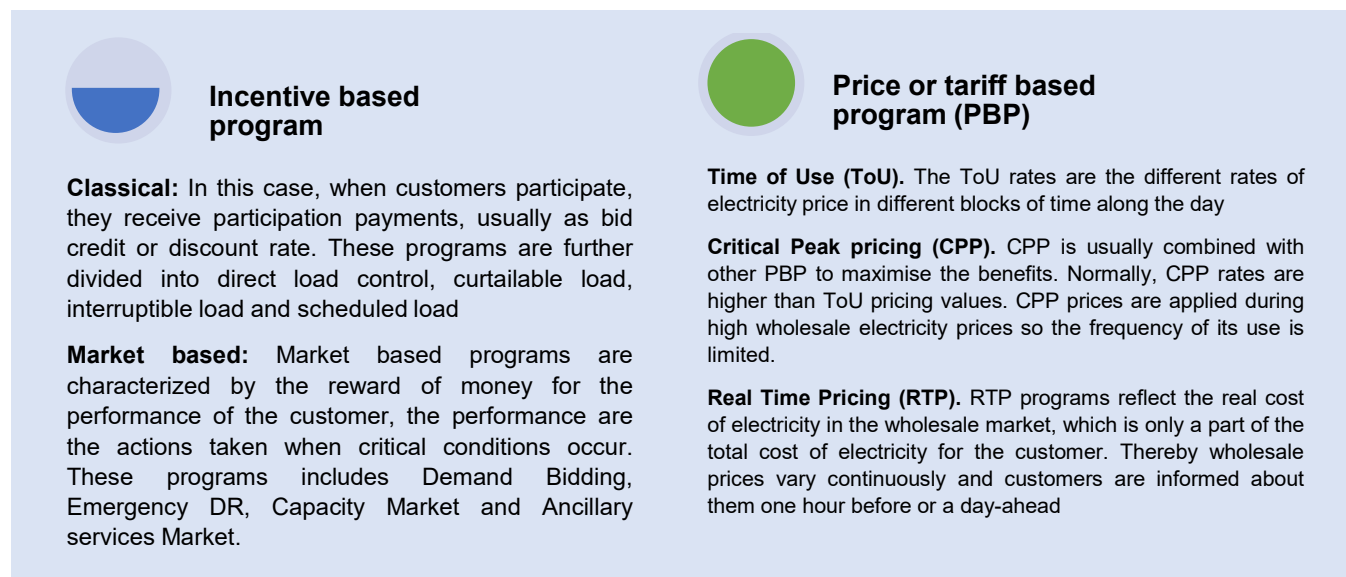 Incentive based
program
Classical: In this case, when customers participate,
they receive participation payments, usually as bid
credit or discount rate. These programs are further
divided into direct load control, curtailable load,
interruptible load and scheduled load
Market based: Market based programs are
characterized by the reward of money for the
performance of the customer, the performance are
the actions taken when critical conditions occur.
These programs includes Demand Bidding,
Emergency DR, Capacity Market and Ancillary
services Market.
Price or tariff based
program (PBP)
Time of Use (ToU). The ToU rates are the different rates of
electricity price in different blocks of time along the day
Critical Peak pricing (CPP). CPP is usually combined with
other PBP to maximise the benefits. Normally, CPP rates are
higher than ToU pricing values. CPP prices are applied during
high wholesale electricity prices so the frequency of its use is
limited.
Real Time Pricing (RTP). RTP programs reflect the real cost
of electricity in the wholesale market, which is only a part of the
total cost of electricity for the customer. Thereby wholesale
prices vary continuously and customers are informed about
them one hour before or a day-ahead